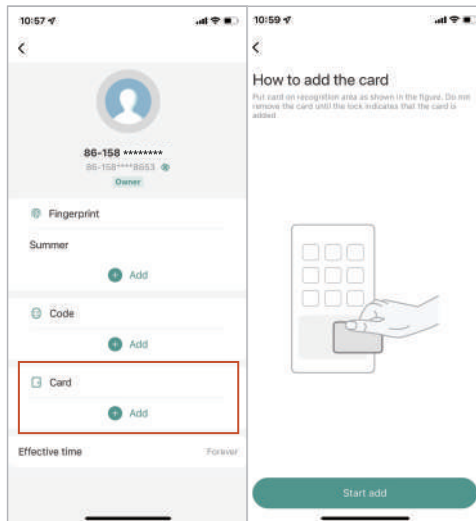 10:57
86-158 ********
86-158****8653
Owner
Fingerprint
Summer
Add
Code
Add
Card
Add
Effective time
Forever
10:59
How to add the card
Put card on recognition area as shown in the figure. Do not
remove the card until the lock indicates that the card is
added
Start add